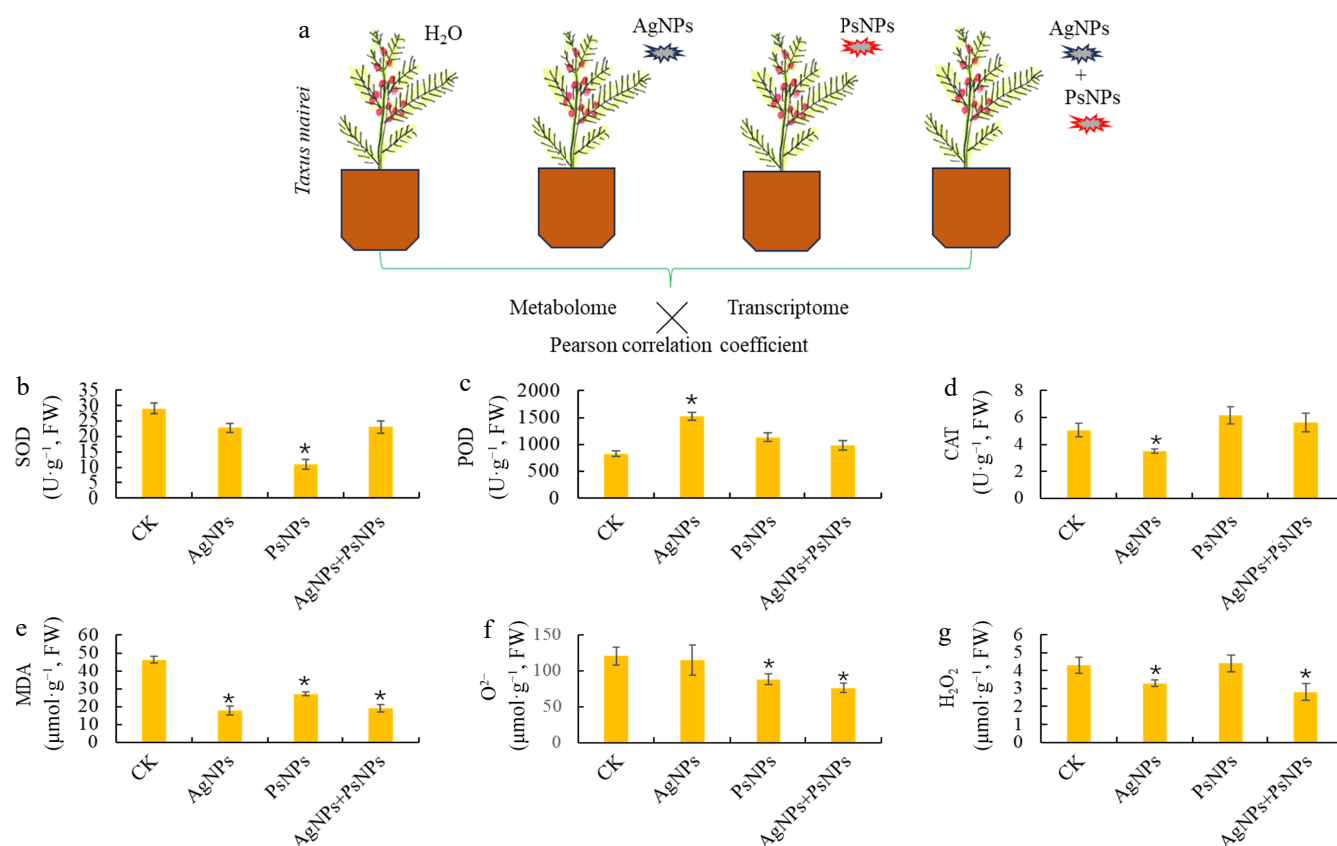 a
H₂O
AgNPs
PsNPs
AgNPs
+
PsNPs
Taxus mairei
Metabolome
Transcriptome
Pearson correlation coefficient
b
SOD
(U·g⁻¹, FW)
35
30
25
20
15
10
5
0
CK
AgNPs
PsNPs
AgNPs+PsNPs
*
c
POD
(U·g⁻¹, FW)
2000
1500
1000
500
0
CK
AgNPs
PsNPs
AgNPs+PsNPs
*
d
CAT
(U·g⁻¹, FW)
8
6
4
2
0
CK
AgNPs
PsNPs
AgNPs+PsNPs
*
e
MDA
(μmol·g⁻¹, FW)
60
50
40
30
20
10
0
CK
AgNPs
PsNPs
AgNPs+PsNPs
*
*
*
f
O²⁻
(μmol·g⁻¹, FW)
150
100
50
0
CK
AgNPs
PsNPs
AgNPs+PsNPs
*
*
g
H₂O₂
(μmol·g⁻¹, FW)
6
5
4
3
2
1
0
CK
AgNPs
PsNPs
AgNPs+PsNPs
*
*